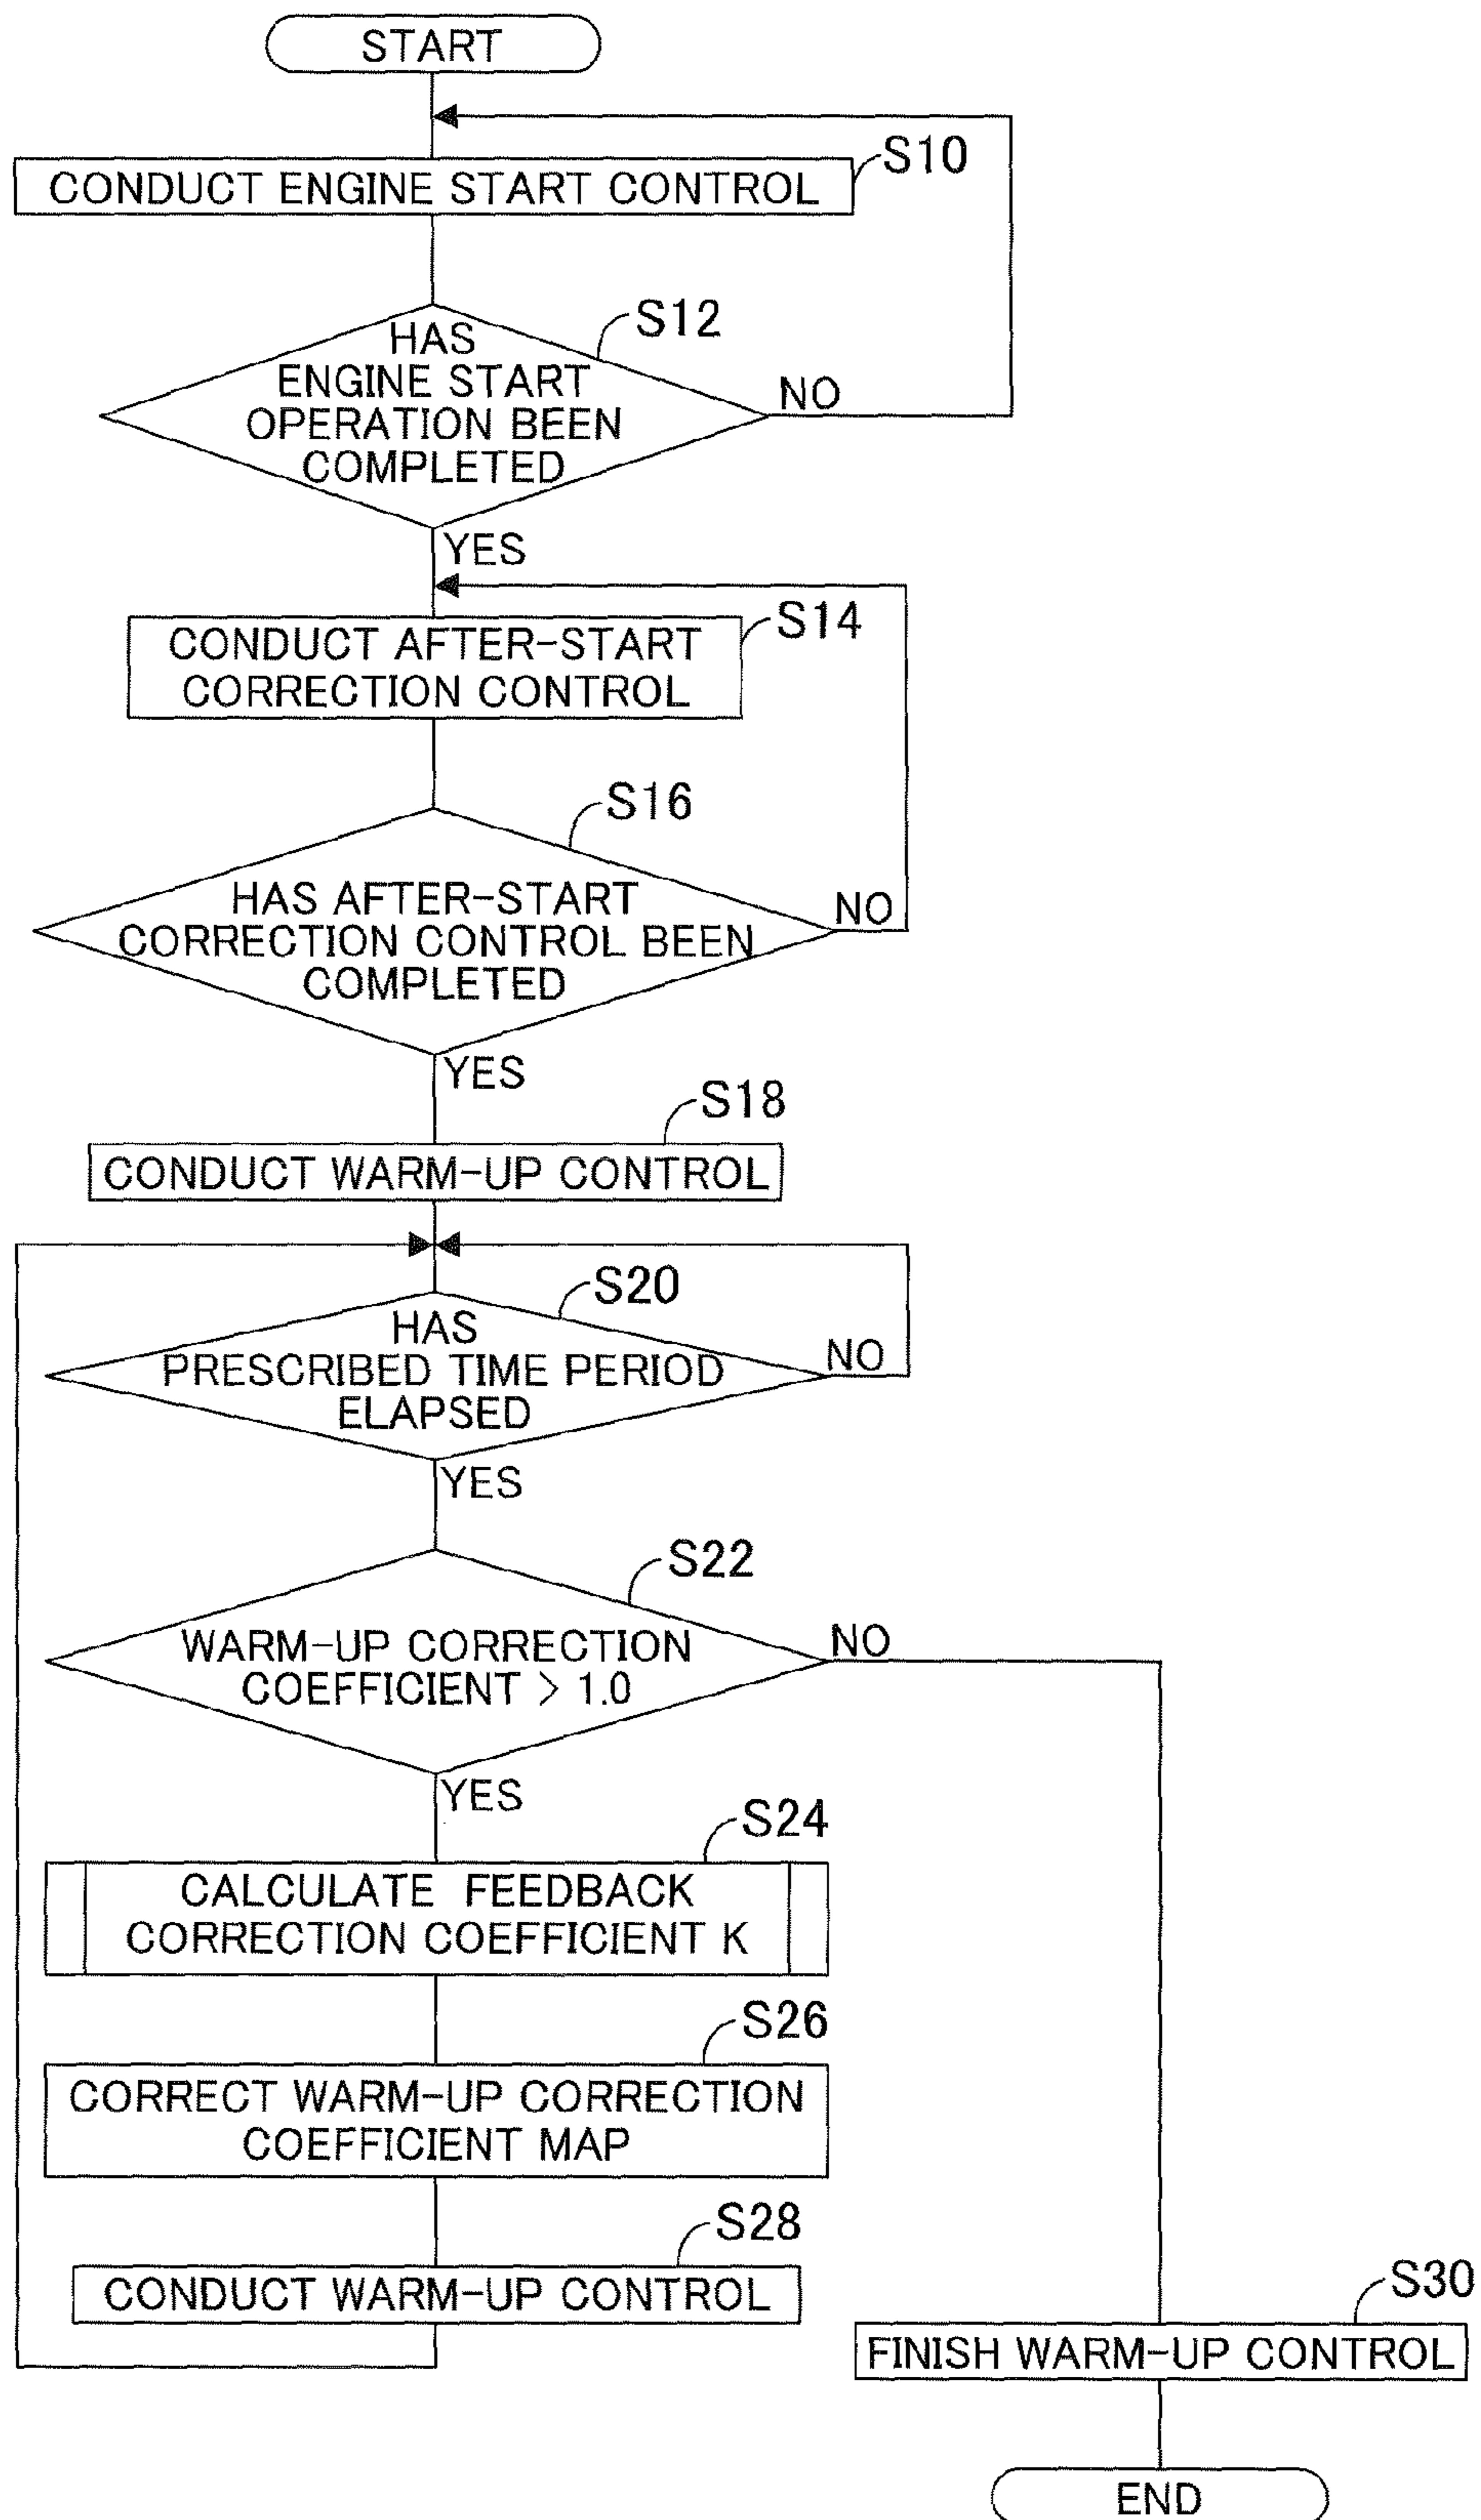 START
S10
CONDUCT ENGINE START CONTROL
S12
HAS
ENGINE START
OPERATION BEEN
COMPLETED
NO
YES
S14
CONDUCT AFTER-START
CORRECTION CONTROL
S16
HAS AFTER-START
CORRECTION CONTROL BEEN
COMPLETED
NO
YES
S18
CONDUCT WARM-UP CONTROL
S20
HAS
PRESCRIBED TIME PERIOD
ELAPSED
NO
YES
S22
WARM-UP CORRECTION
COEFFICIENT > 1.0
NO
YES
S24
CALCULATE FEEDBACK
CORRECTION COEFFICIENT K
S26
CORRECT WARM-UP CORRECTION
COEFFICIENT MAP
S28
CONDUCT WARM-UP CONTROL
S30
FINISH WARM-UP CONTROL
END